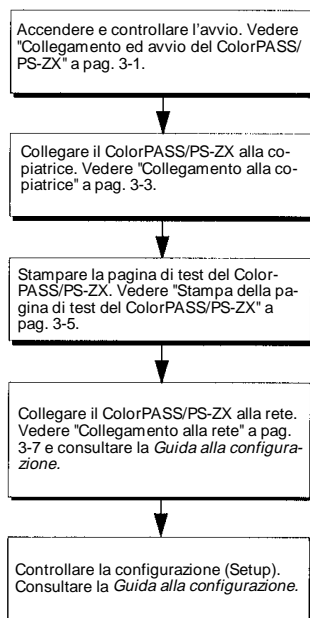 Accendere e controllare l'avvio. Vedere
"Collegamento ed avvio del ColorPASS/
PS-ZX" a pag. 3-1.
Collegare il ColorPASS/PS-ZX alla co-
piatrice. Vedere "Collegamento alla co-
piatrice" a pag. 3-3.
Stampare la pagina di test del Color-
PASS/PS-ZX. Vedere "Stampa della pa-
gina di test del ColorPASS/PS-ZX" a
pag. 3-5.
Collegare il ColorPASS/PS-ZX alla rete.
Vedere "Collegamento alla rete" a pag.
3-7 e consultare la Guida alla configura-
zione.
Controllare la configurazione (Setup).
Consultare la Guida alla configurazione.